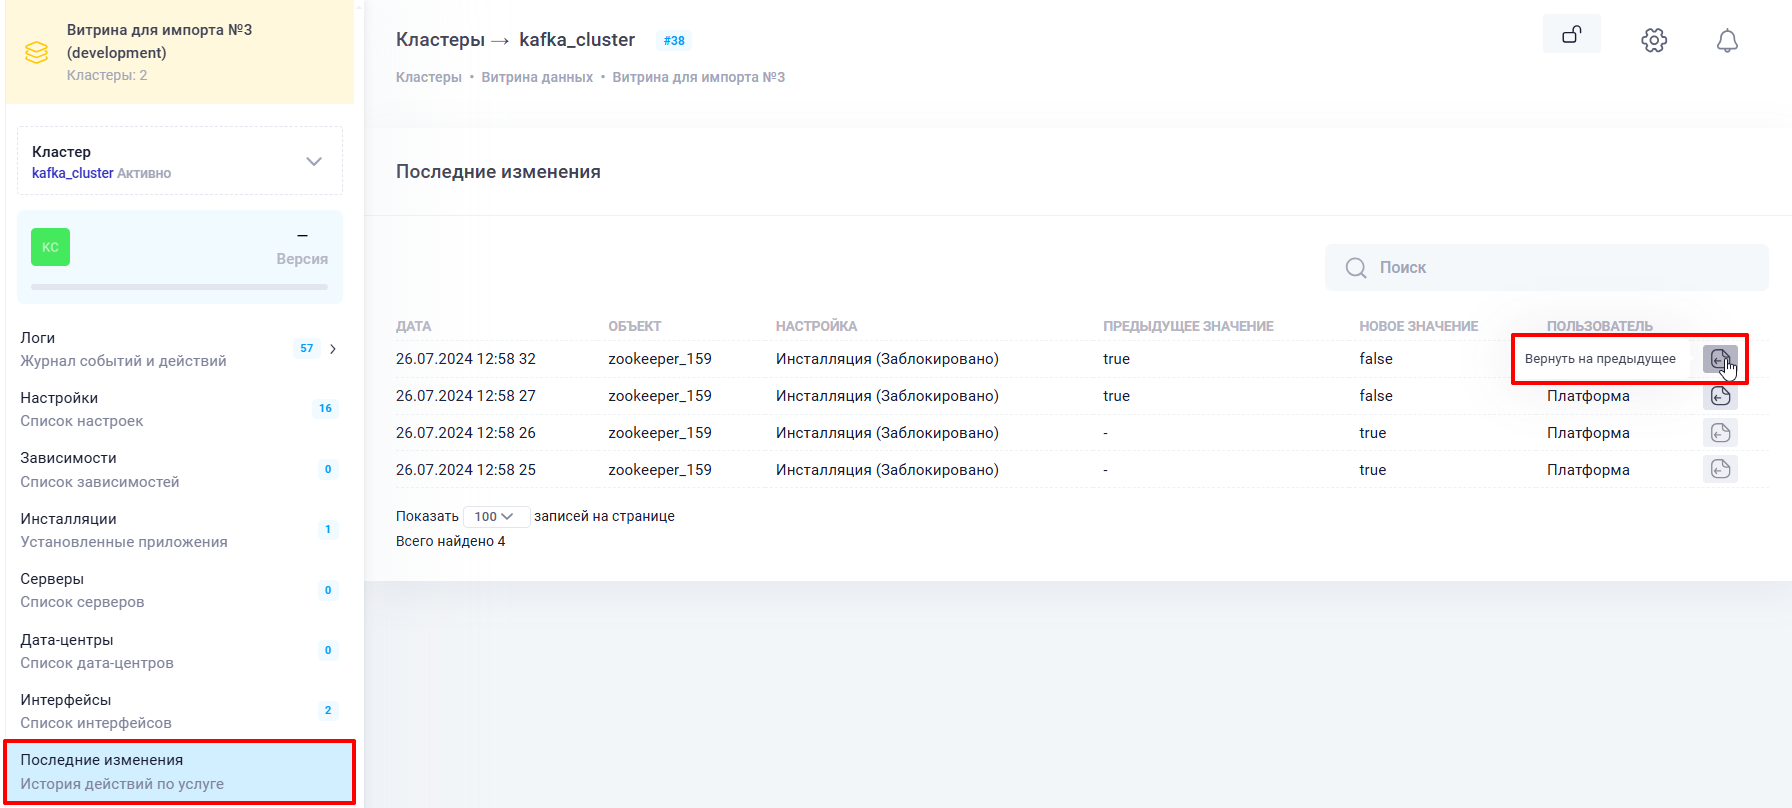 Витрина для импорта №3
(development)
Кластеры: 2
Кластер
kafka_cluster Активно
KC
–
Версия
Логи
Журнал событий и действий
57
Настройки
Список настроек
16
Зависимости
Список зависимостей
0
Инсталляции
Установленные приложения
1
Серверы
Список серверов
0
Дата-центры
Список дата-центров
0
Интерфейсы
Список интерфейсов
2
Последние изменения
История действий по услуге
Кластеры → kafka_cluster #38
Кластеры • Витрина данных • Витрина для импорта №3
Последние изменения
Поиск
ДАТА ОБЪЕКТ НАСТРОЙКА ПРЕДЫДУЩЕЕ ЗНАЧЕНИЕ НОВОЕ ЗНАЧЕНИЕ ПОЛЬЗОВАТЕЛЬ
26.07.2024 12:58 32 zookeeper_159 Инсталляция (Заблокировано) true false Вернуть на предыдущее
26.07.2024 12:58 27 zookeeper_159 Инсталляция (Заблокировано) true false Платформа
26.07.2024 12:58 26 zookeeper_159 Инсталляция (Заблокировано) - true Платформа
26.07.2024 12:58 25 zookeeper_159 Инсталляция (Заблокировано) - true Платформа
Показать 100 записей на странице
Всего найдено 4